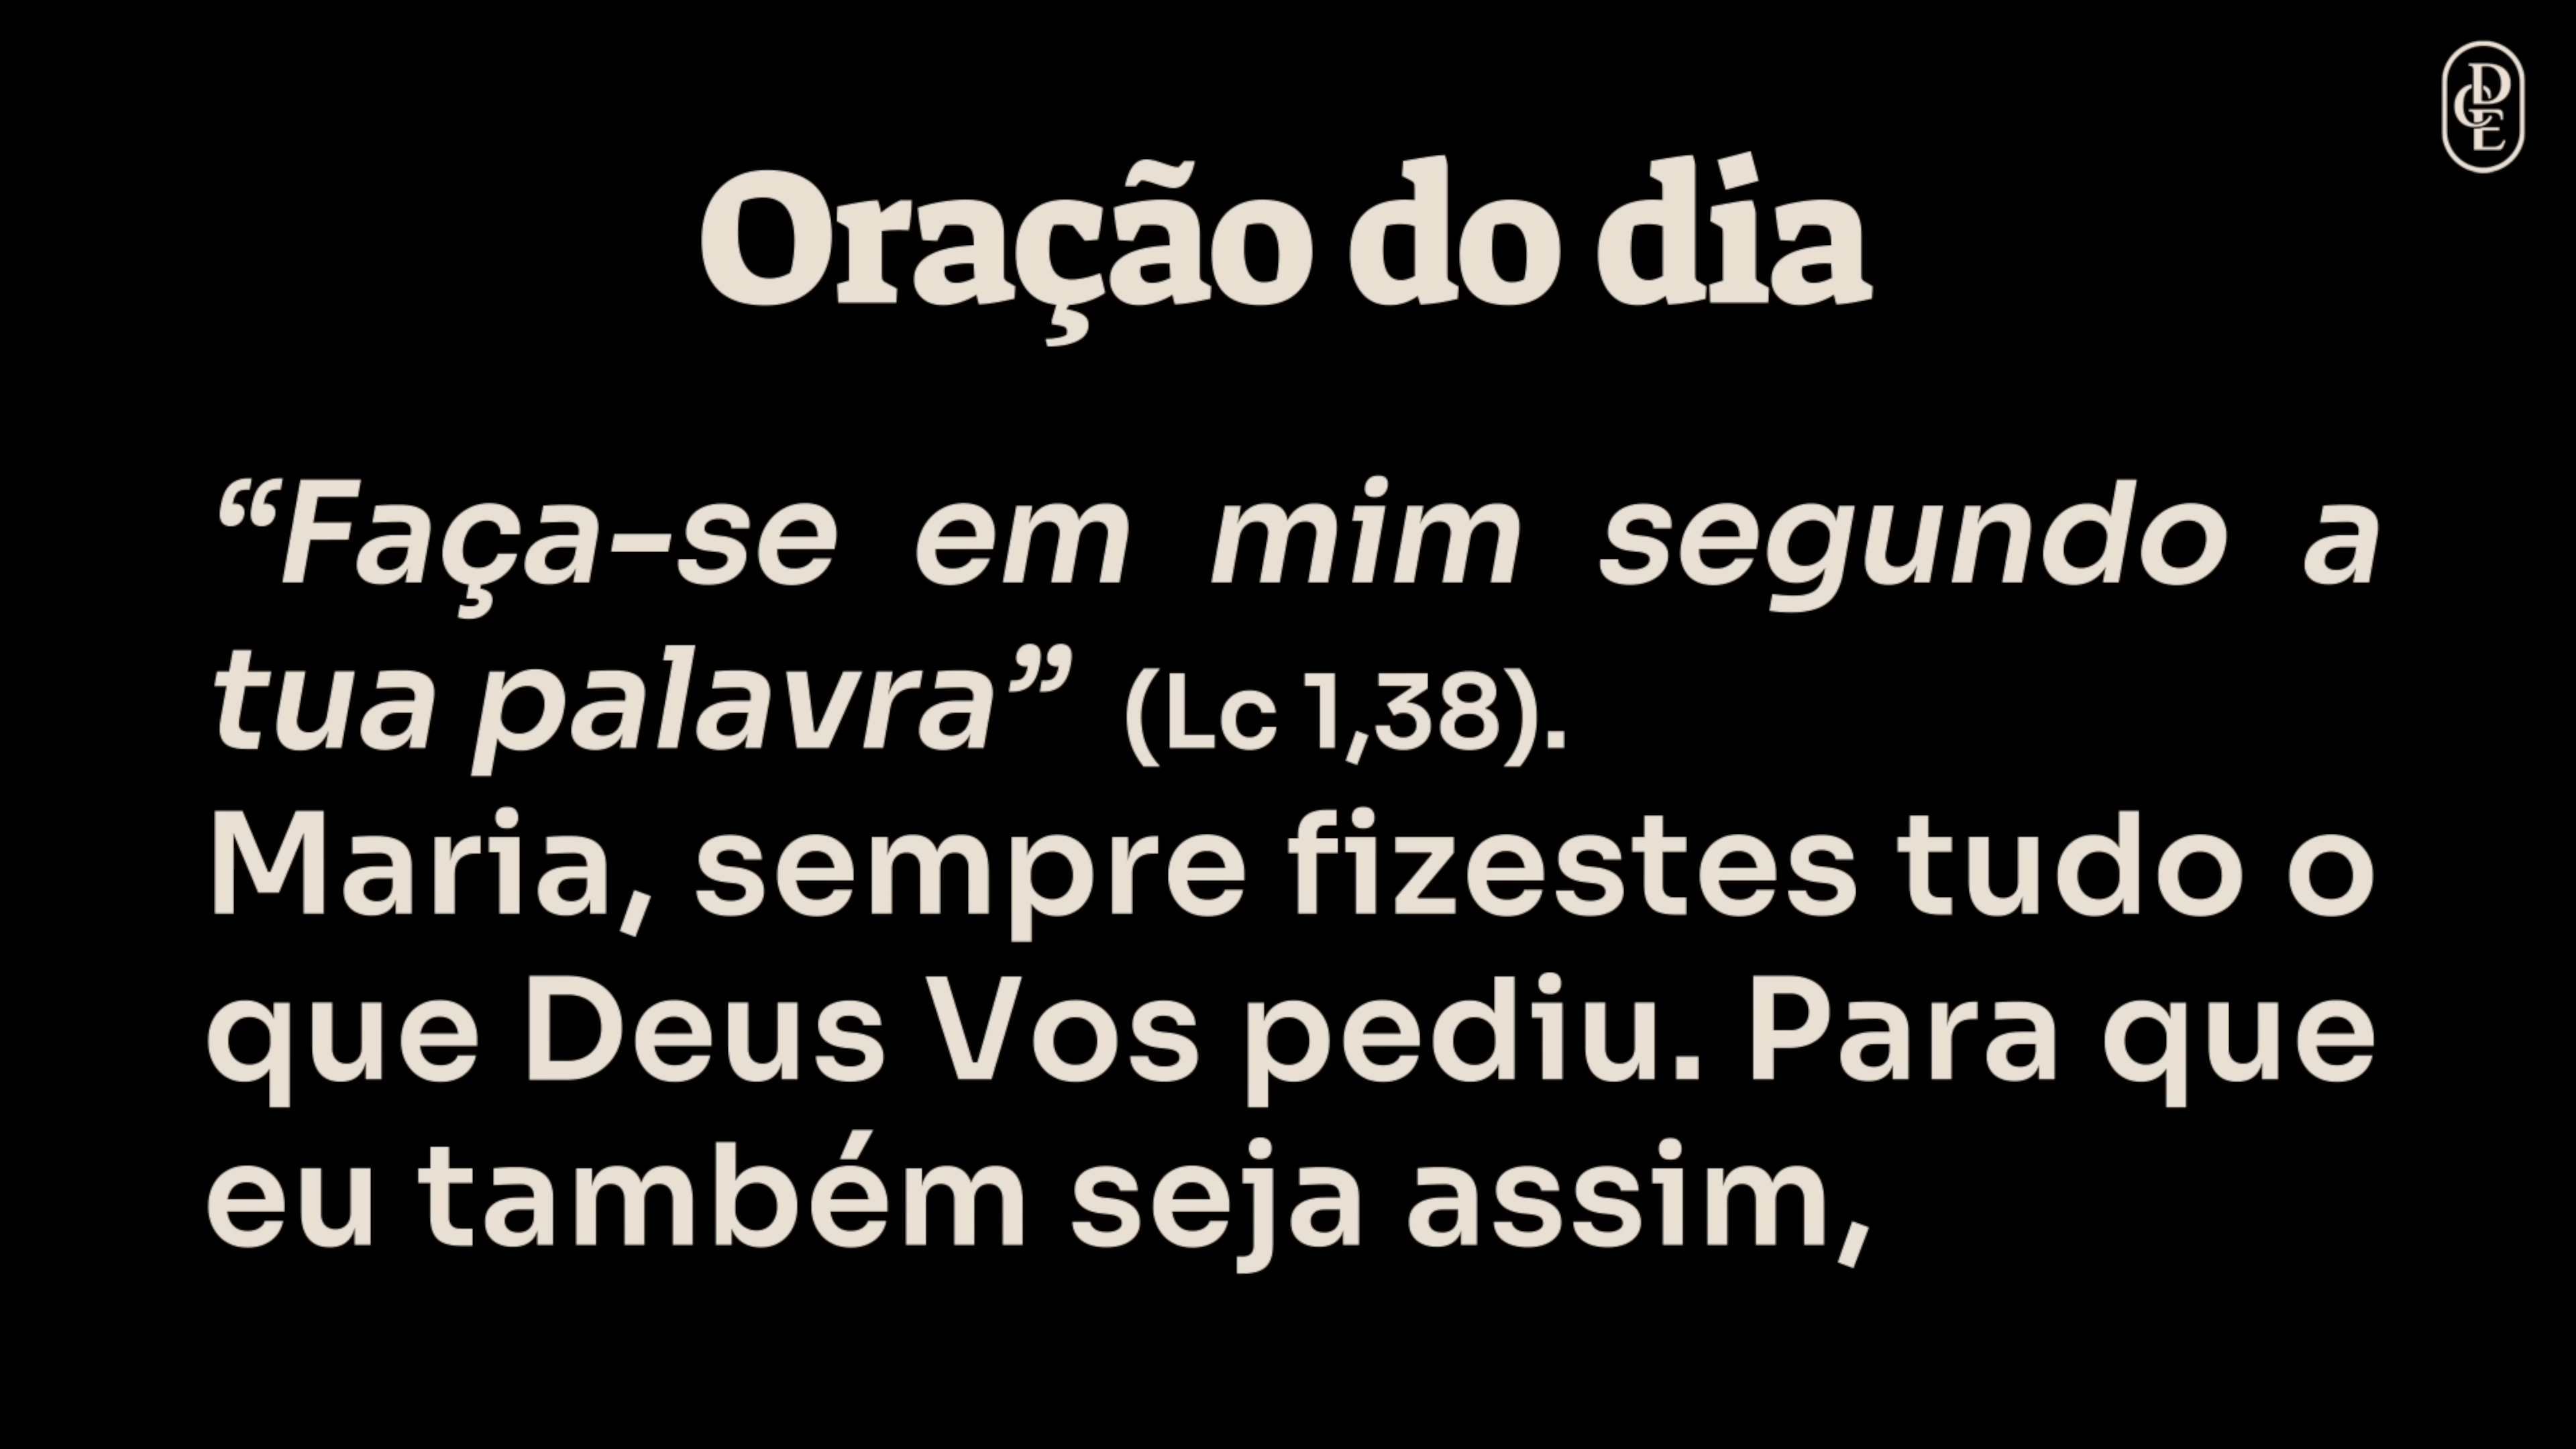 DCE
Oração do dia
“Faça-se em mim segundo a
tua palavra” (Lc 1,38).
Maria, sempre fizestes tudo o
que Deus Vos pediu. Para que
eu também seja assim,